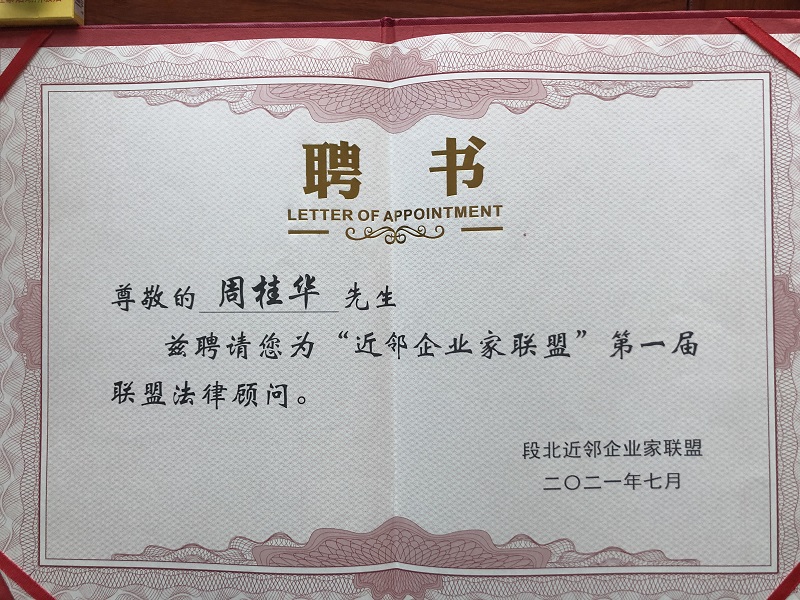 聘书
LETTER OF APPOINTMENT
尊敬的 周桂华 先生
兹聘请您为“近邻企业家联盟”第一届
联盟法律顾问。
段北近邻企业家联盟
二〇二一年七月